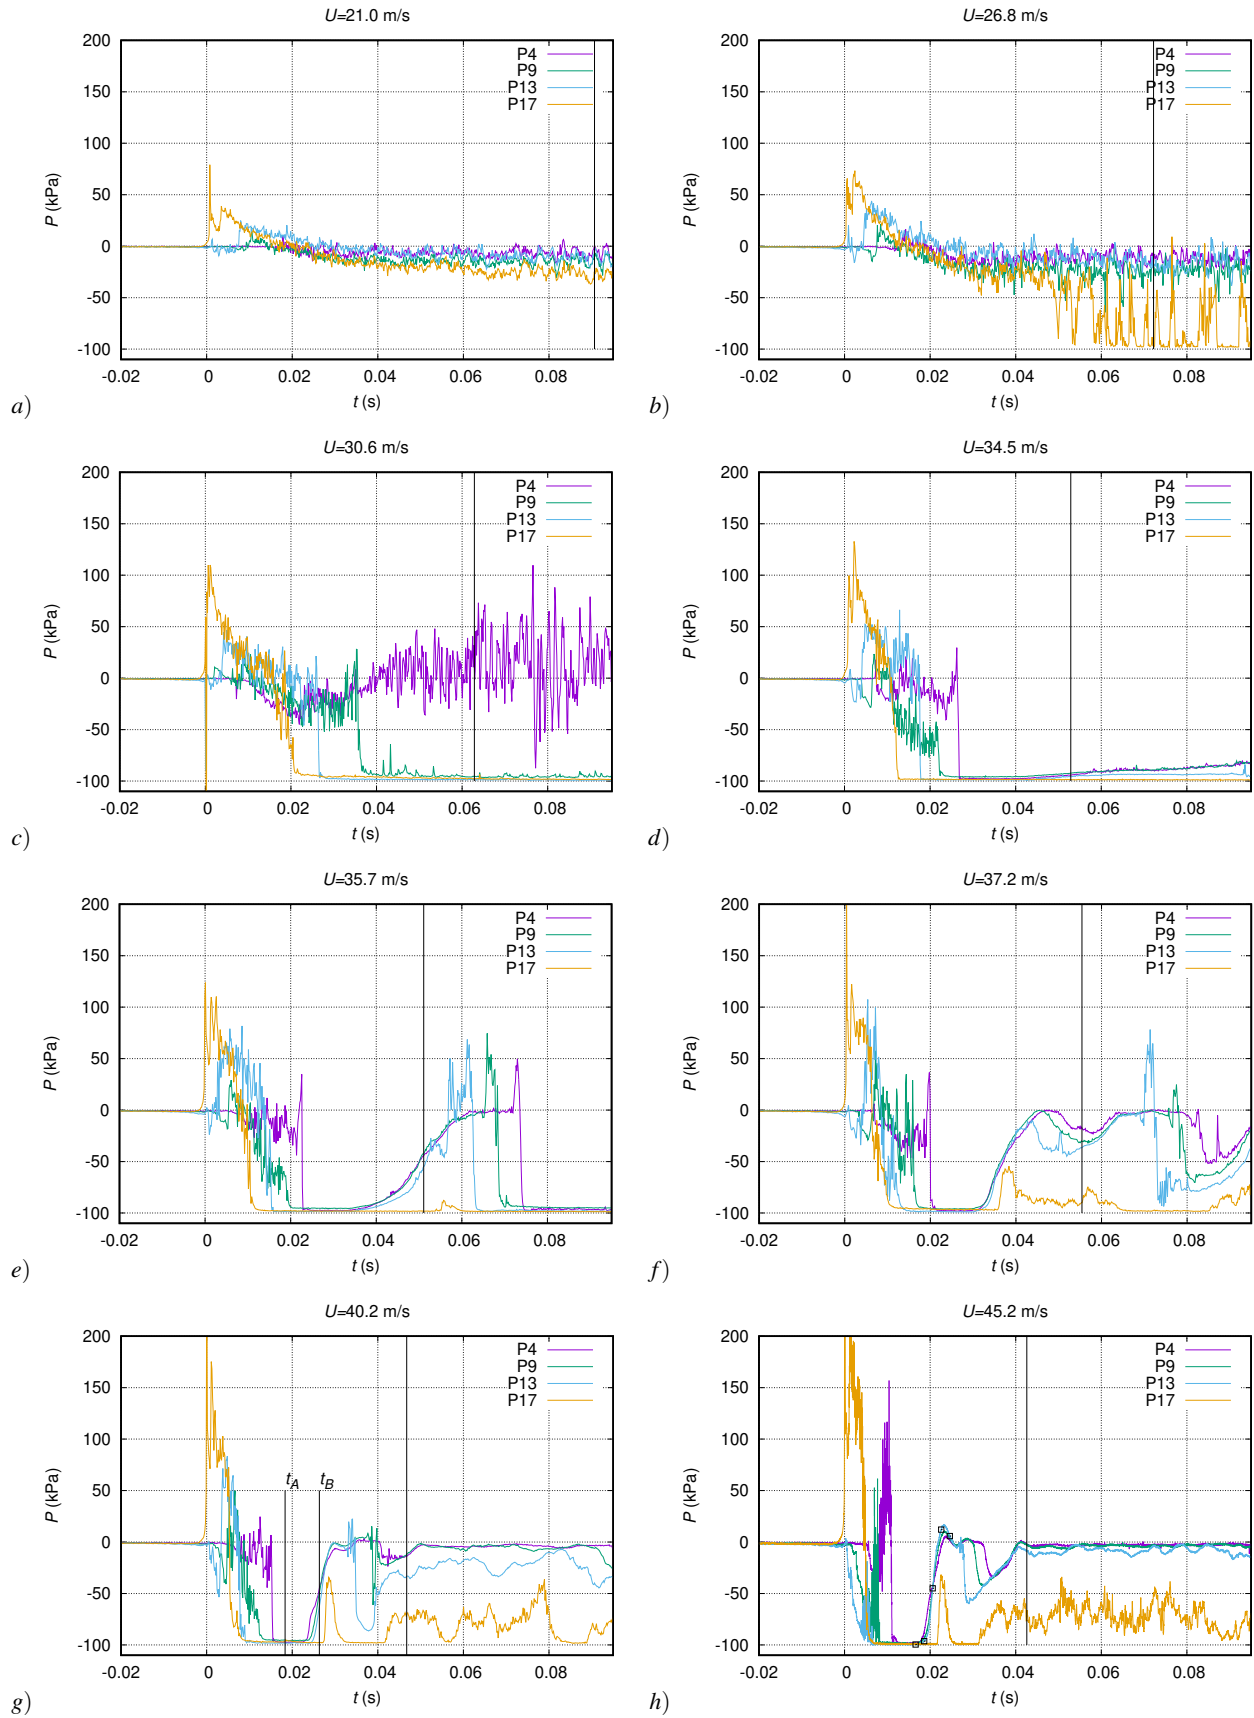 U=21.0 m/s
200
150
100
50
0
-50
-100
P (kPa)
P4
P9
P13
P17
-0.02 0 0.02 0.04 0.06 0.08
t (s)
a)
U=26.8 m/s
200
150
100
50
0
-50
-100
P (kPa)
P4
P9
P13
P17
-0.02 0 0.02 0.04 0.06 0.08
t (s)
b)
U=30.6 m/s
200
150
100
50
0
-50
-100
P (kPa)
P4
P9
P13
P17
-0.02 0 0.02 0.04 0.06 0.08
t (s)
c)
U=34.5 m/s
200
150
100
50
0
-50
-100
P (kPa)
P4
P9
P13
P17
-0.02 0 0.02 0.04 0.06 0.08
t (s)
d)
U=35.7 m/s
200
150
100
50
0
-50
-100
P (kPa)
P4
P9
P13
P17
-0.02 0 0.02 0.04 0.06 0.08
t (s)
e)
U=37.2 m/s
200
150
100
50
0
-50
-100
P (kPa)
P4
P9
P13
P17
-0.02 0 0.02 0.04 0.06 0.08
t (s)
f)
U=40.2 m/s
200
150
100
50
0
-50
-100
P (kPa)
P4
P9
P13
P17
t_A t_B
-0.02 0 0.02 0.04 0.06 0.08
t (s)
g)
U=45.2 m/s
200
150
100
50
0
-50
-100
P (kPa)
P4
P9
P13
P17
-0.02 0 0.02 0.04 0.06 0.08
t (s)
h)